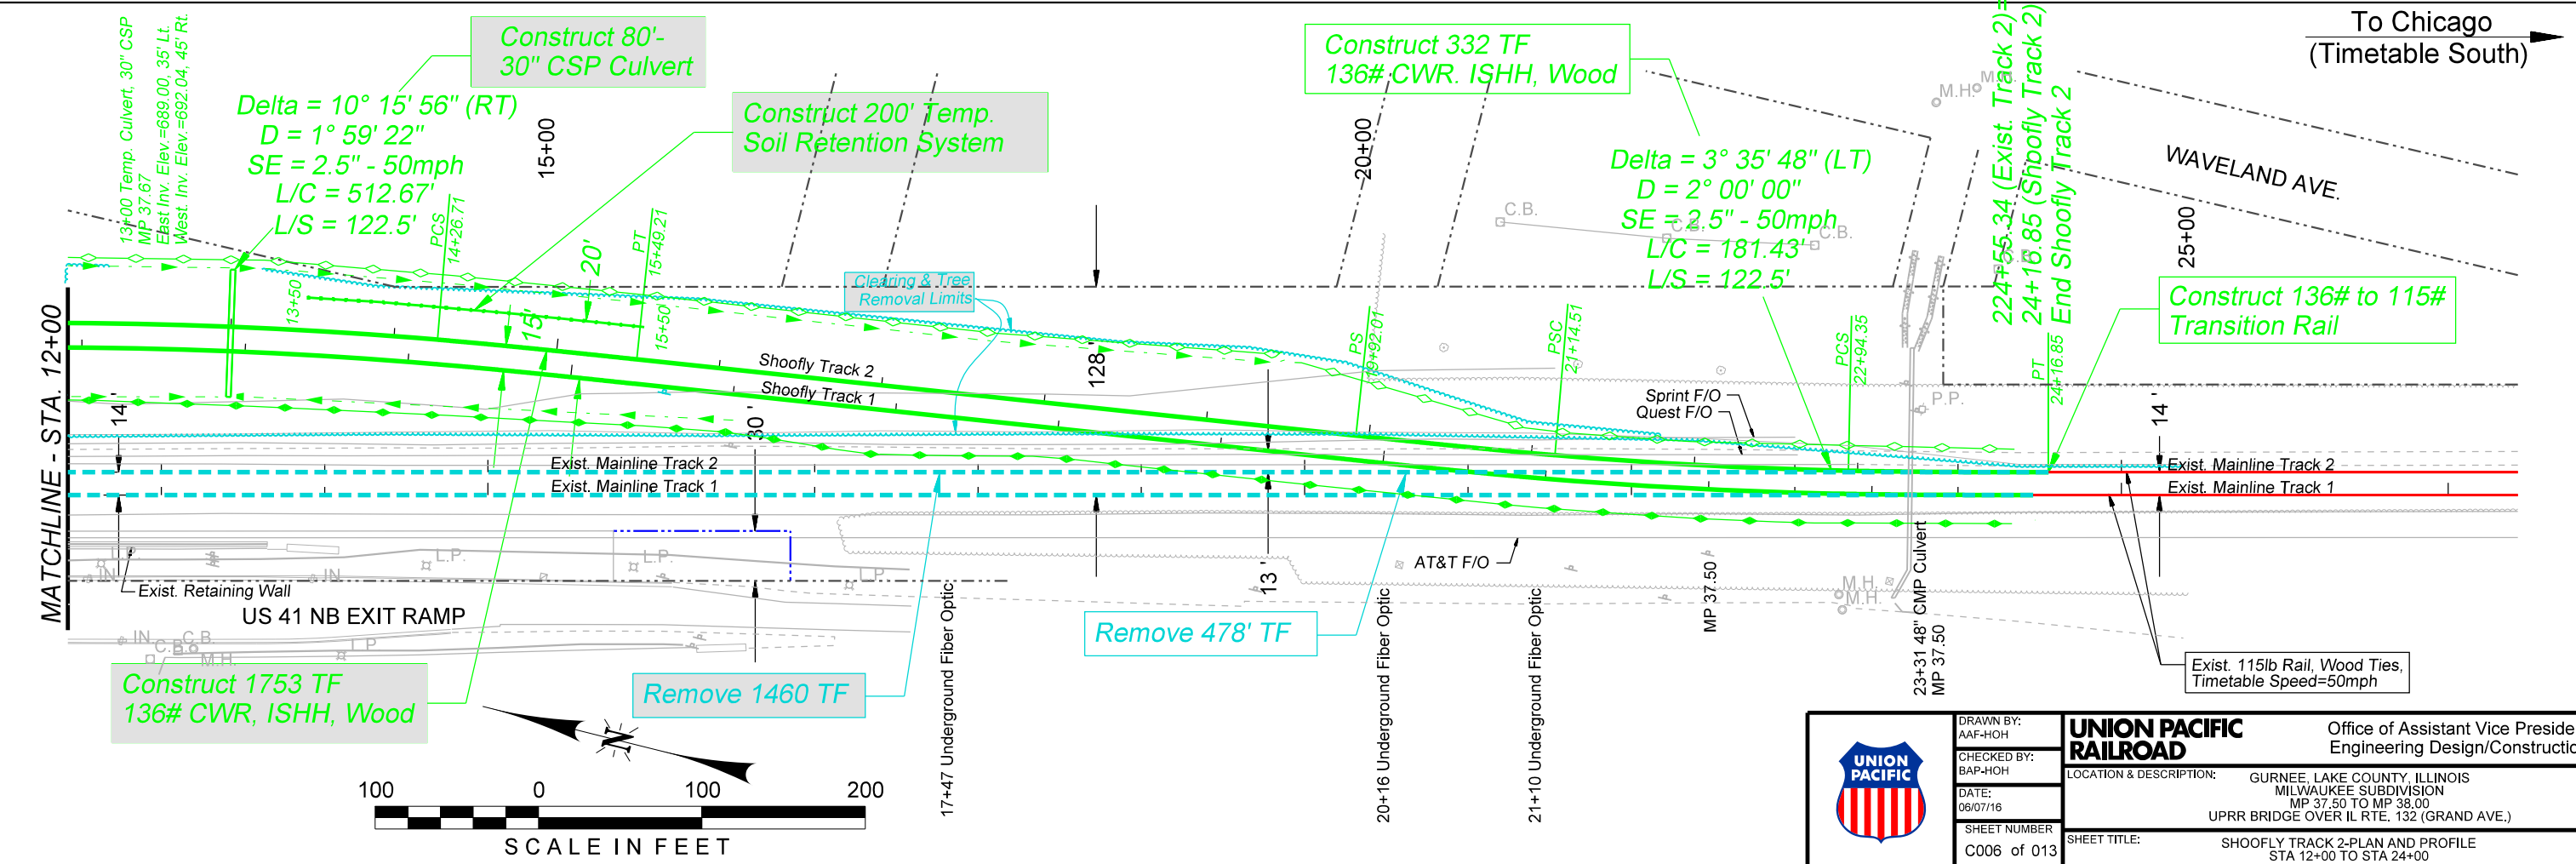 To Chicago
(Timetable South)
13+00 Temp. Culvert, 30" CSP
MP 37.67
East Inv. Elev.=689.00, 35' Lt.
West. Inv. Elev.=692.04, 45' Rt.
Construct 80'-
30" CSP Culvert
Delta = 10° 15' 56" (RT)
D = 1° 59' 22"
SE = 2.5" - 50mph
L/C = 512.67'
L/S = 122.5'
15+00
Construct 200' Temp.
Soil Retention System
Construct 332 TF
136# CWR. ISHH, Wood
20+00
Delta = 3° 35' 48" (LT)
D = 2° 00' 00"
SE = 2.5" - 50mph
L/C = 181.43'
L/S = 122.5'
224+55.34 (Exist. Track 2)=
24+16.85 (Shoofly Track 2)
End Shoofly Track 2
M.H.
M.H.
WAVELAND AVE.
25+00
C.B.
C.B.
C.B.
C.B.
Construct 136# to 115#
Transition Rail
PCS
14+26.71
PT
15+49.21
20'
15'
13+50
15+50
Clearing & Tree
Removal Limits
128 '
PS
19+92.01
PSC
21+14.51
PCS
22+94.35
PT
24+16.85
MATCHLINE - STA. 12+00
14 '
30 '
13 '
14 '
Shoofly Track 2
Shoofly Track 1
Sprint F/O
Quest F/O
P.P.
Exist. Mainline Track 2
Exist. Mainline Track 1
Exist. Mainline Track 2
Exist. Mainline Track 1
L.P.
L.P.
L.P.
L.P.
IN
IN
Exist. Retaining Wall
US 41 NB EXIT RAMP
AT&T F/O
M.H.
M.H.
IN
C.B.
C.B.
M.H.
L.P.
Construct 1753 TF
136# CWR, ISHH, Wood
Remove 1460 TF
Remove 478' TF
17+47 Underground Fiber Optic
20+16 Underground Fiber Optic
21+10 Underground Fiber Optic
MP 37.50
23+31 48" CMP Culvert
MP 37.50
Exist. 115lb Rail, Wood Ties,
Timetable Speed=50mph
N
100 0 100 200
SCALE IN FEET
UNION
PACIFIC
DRAWN BY:
AAF-HOH
CHECKED BY:
BAP-HOH
DATE:
06/07/16
SHEET NUMBER
C006 of 013
UNION PACIFIC
RAILROAD
Office of Assistant Vice Preside
Engineering Design/Constructio
LOCATION & DESCRIPTION:
GURNEE, LAKE COUNTY, ILLINOIS
MILWAUKEE SUBDIVISION
MP 37.50 TO MP 38.00
UPRR BRIDGE OVER IL RTE. 132 (GRAND AVE.)
SHEET TITLE:
SHOOFLY TRACK 2-PLAN AND PROFILE
STA 12+00 TO STA 24+00